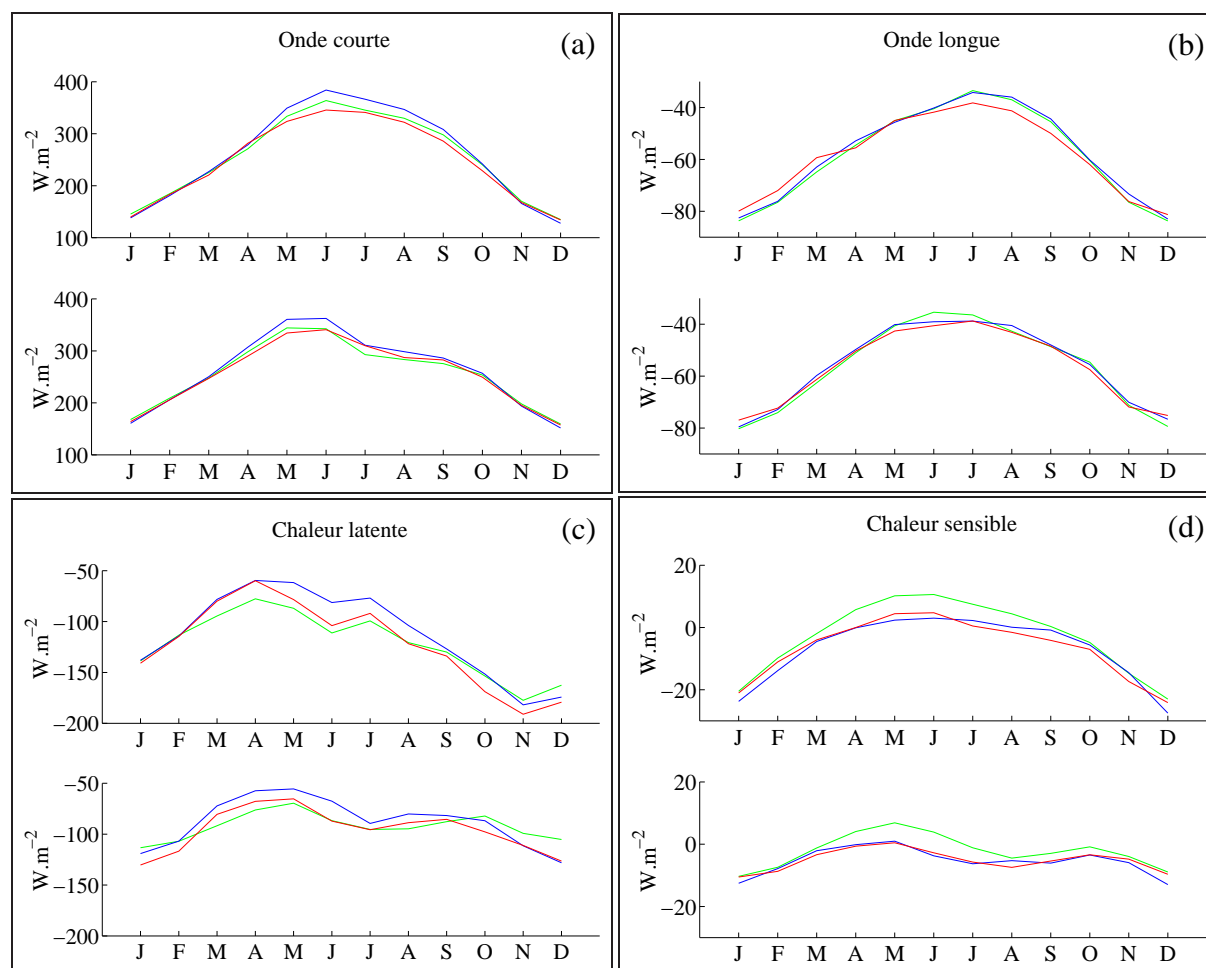 Onde courte
(a)
400
300
200
100
W.m−2
J F M A M J J A S O N D
400
300
200
100
W.m−2
J F M A M J J A S O N D
Onde longue
(b)
−40
−60
−80
W.m−2
J F M A M J J A S O N D
−40
−60
−80
W.m−2
J F M A M J J A S O N D
Chaleur latente
(c)
−50
−100
−150
−200
W.m−2
J F M A M J J A S O N D
−50
−100
−150
−200
W.m−2
J F M A M J J A S O N D
Chaleur sensible
(d)
20
0
−20
W.m−2
J F M A M J J A S O N D
20
0
−20
W.m−2
J F M A M J J A S O N D